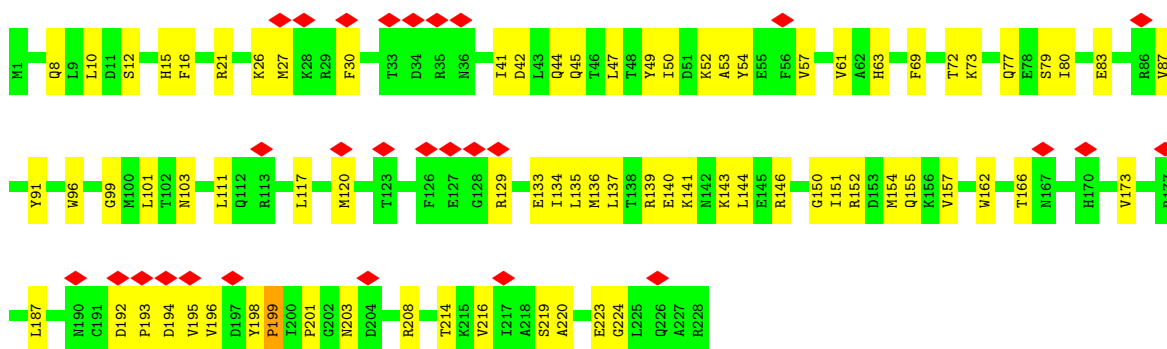 M1 Q8 L9 L10 D11 S12 H15 F16 R21 K26 M27 K28 R29 F30 T33 D34 R35 N36 I41 D42 L43 Q44 Q45 T46 L47 T48 Y49 I50 D51 K52 A53 Y54 E55 F56 V57 V61 A62 H63 F69 T72 K73 Q77 E78 S79 I80 E83 R86 V87
Y91 W96 G99 M100 L101 T102 N103 L111 Q112 R113 L117 M120 T123 F126 E127 G128 R129 E133 I134 L135 M136 L137 T138 R139 E140 K141 N142 K143 L144 E145 R146 G150 I151 R152 D153 M154 Q155 K156 V157 W162 T166 N167 H170 V173
L187 N190 C191 D192 P193 D194 V195 V196 D197 Y198 P199 I200 P201 G202 N203 D204 R208 T214 K215 V216 I217 A218 S219 A220 E223 G224 L225 Q226 A227 R228